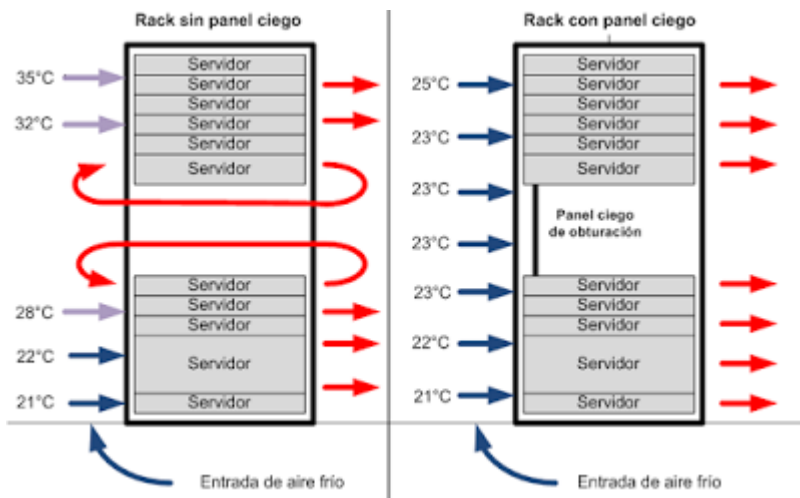 Rack sin panel ciego
Servidor
Servidor
Servidor
Servidor
Servidor
Servidor
35°C
32°C
Servidor
Servidor
Servidor
Servidor
Servidor
28°C
22°C
21°C
Entrada de aire frío
Rack con panel ciego
Servidor
Servidor
Servidor
Servidor
Servidor
Servidor
25°C
23°C
23°C
23°C
23°C
22°C
21°C
Panel ciego
de obturación
Servidor
Servidor
Servidor
Servidor
Servidor
Entrada de aire frío